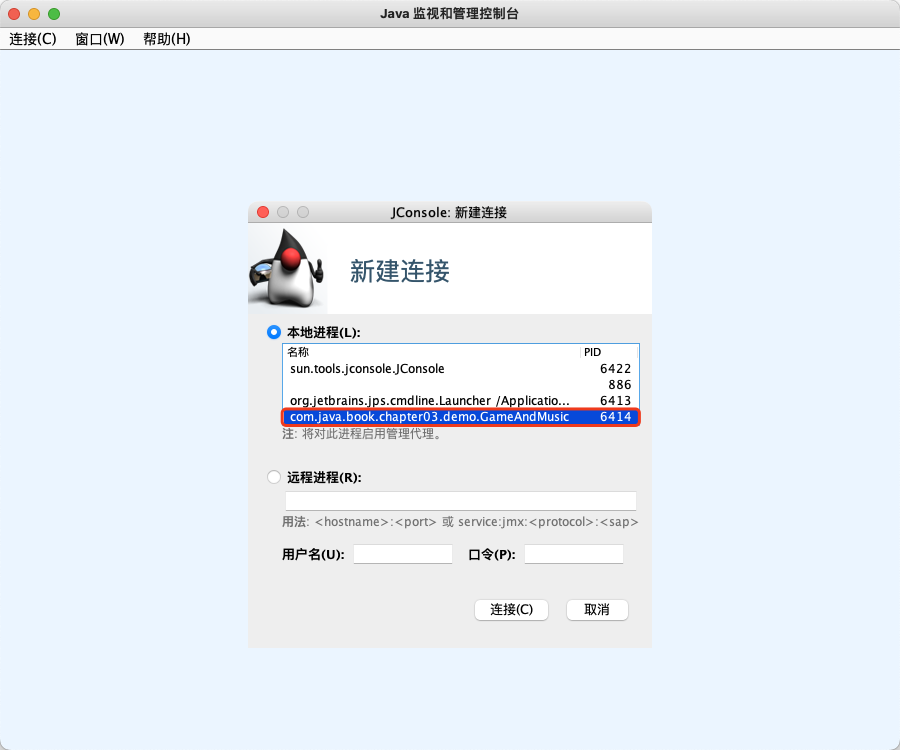 Java 监视和管理控制台
连接(C) 窗口(W) 帮助(H)
JConsole: 新建连接
新建连接
本地进程(L):
名称 PID
sun.tools.jconsole.JConsole 6422
886
org.jetbrains.jps.cmdline.Launcher /Applicatio... 6413
com.java.book.chapter03.demo.GameAndMusic 6414
注: 将对此进程启用管理代理。
远程进程(R):
用法: <hostname>:<port> 或 service:jmx:<protocol>:<sap>
用户名(U): 口令(P):
连接(C) 取消